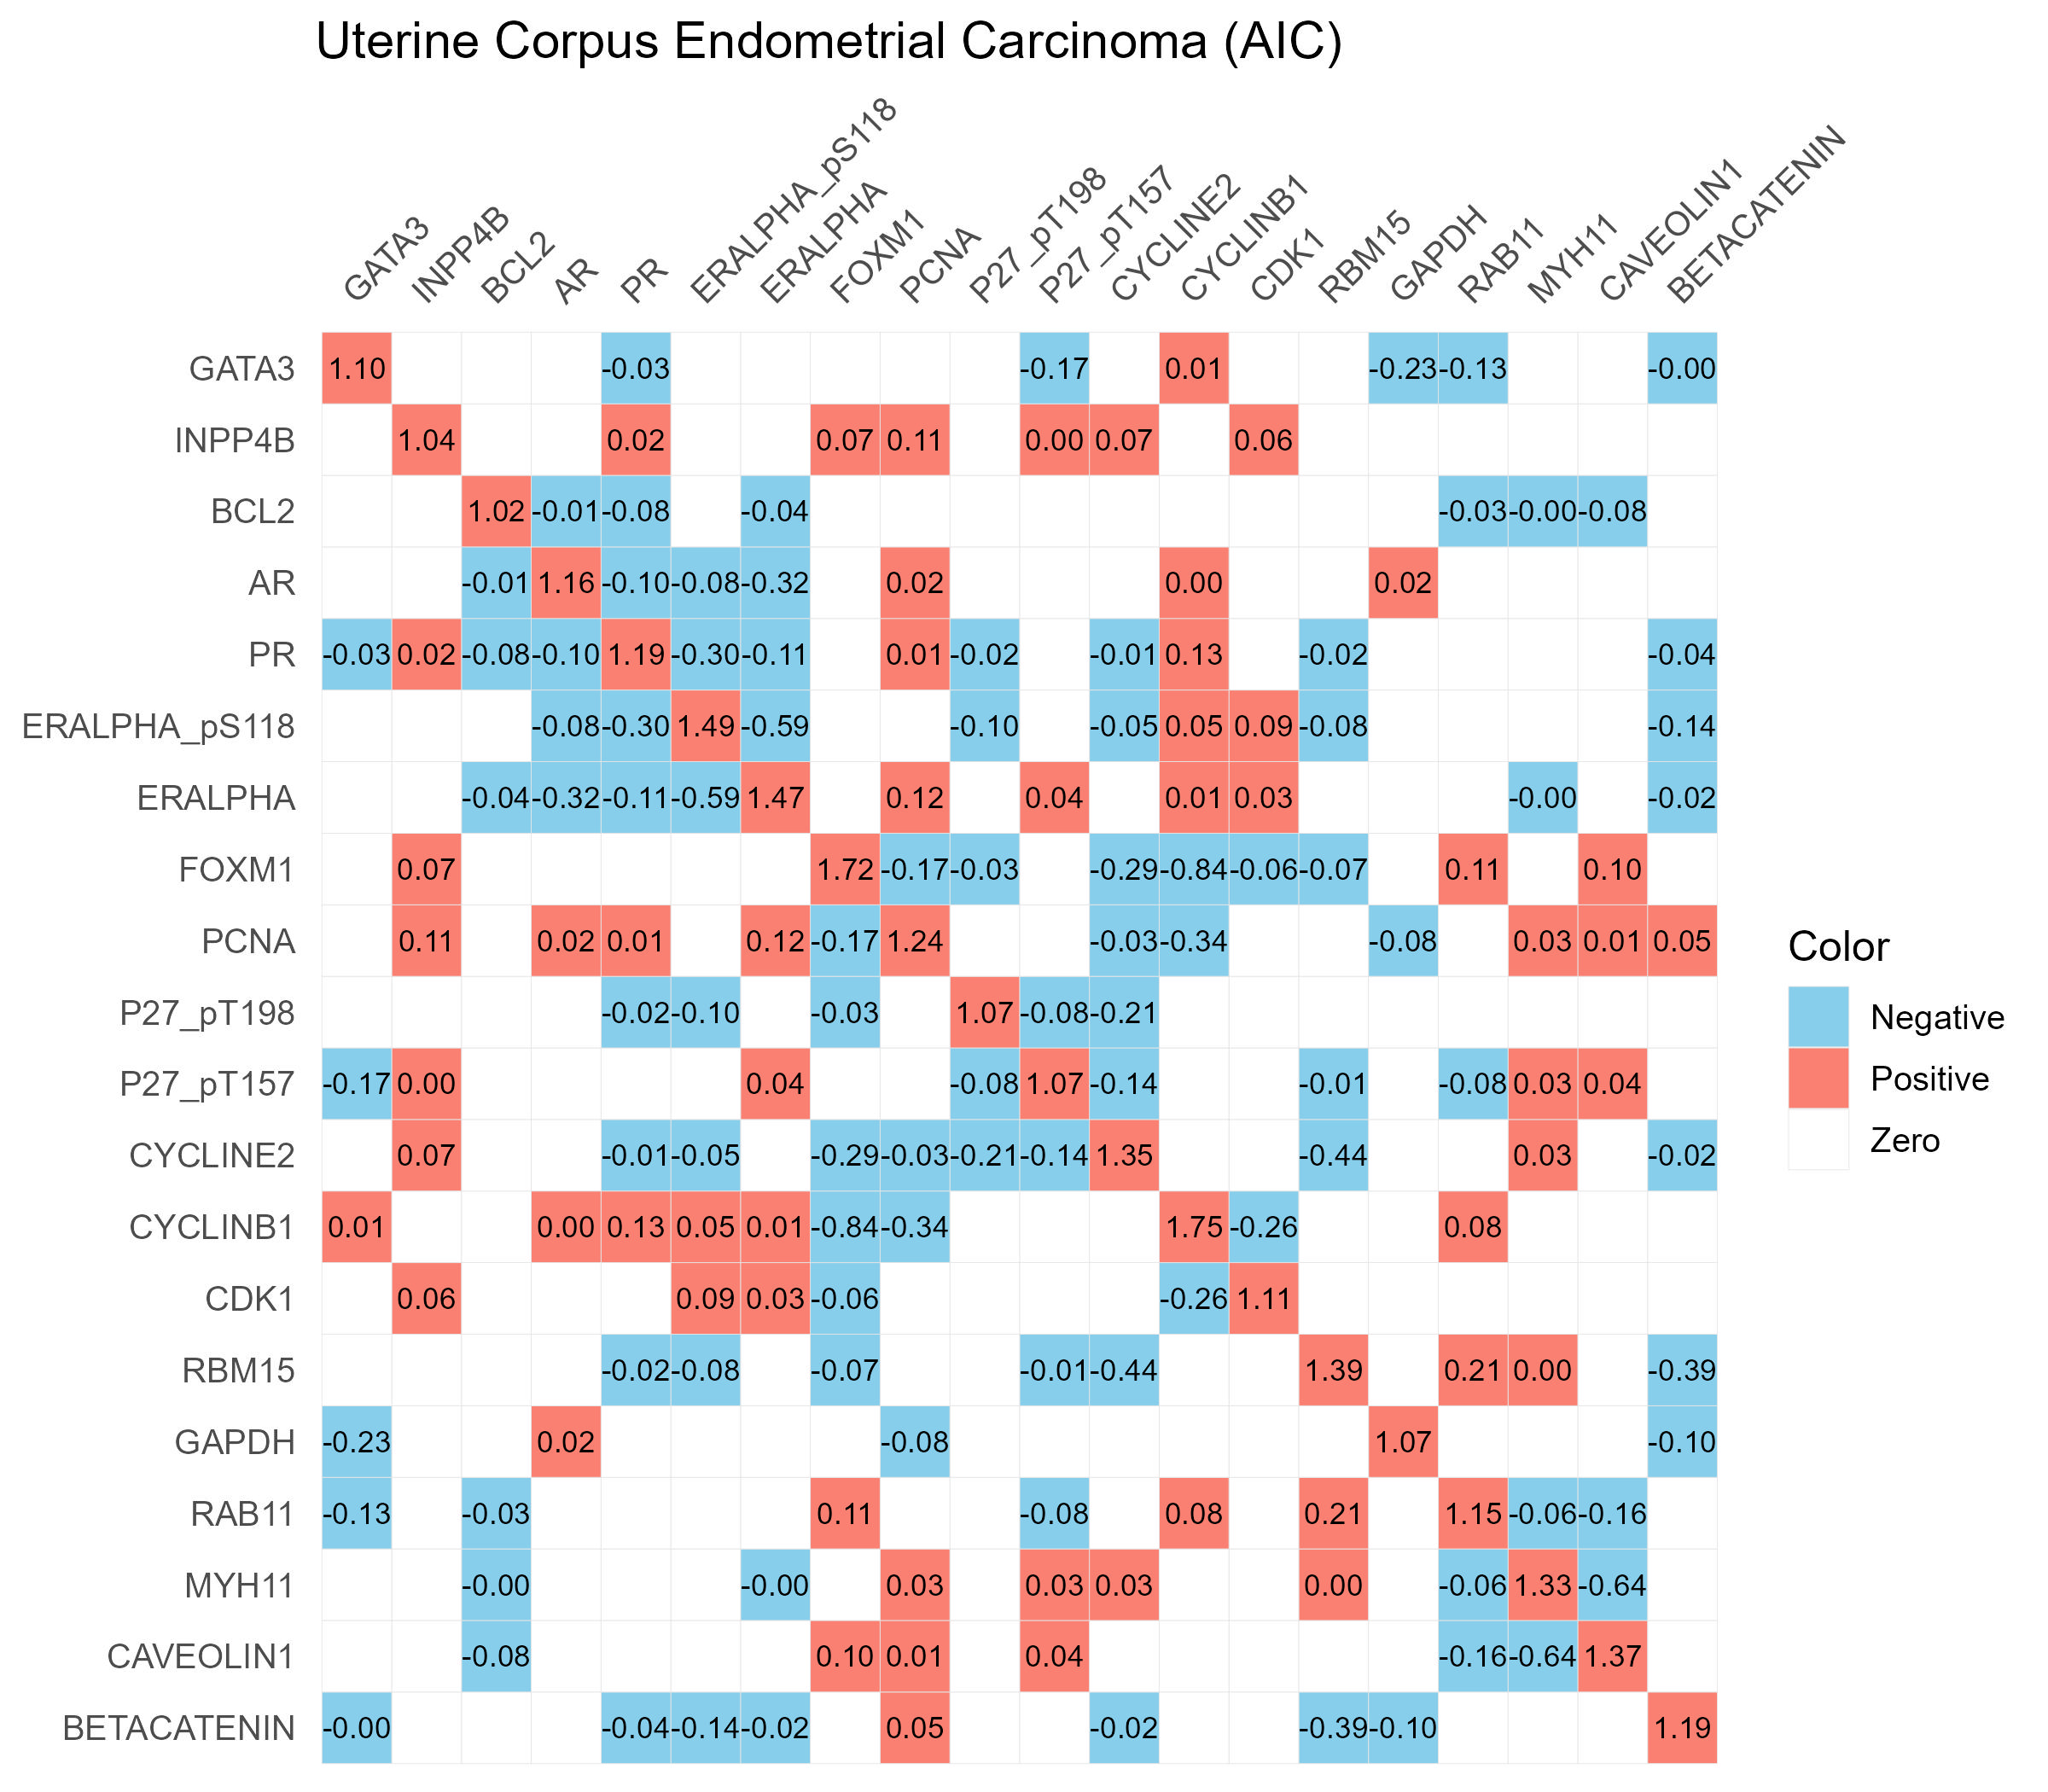 Uterine Corpus Endometrial Carcinoma (AIC)
GATA3 INPP4B BCL2 AR PR ERALPHA_pS118 ERALPHA FOXM1 PCNA P27_pT198 P27_pT157 CYCLINE2 CYCLINB1 CDK1 RBM15 GAPDH RAB11 MYH11 CAVEOLIN1 BETACATENIN
GATA3 1.10 -0.03 -0.17 0.01 -0.23 -0.13 -0.00
INPP4B 1.04 0.02 0.07 0.11 0.00 0.07 0.06
BCL2 1.02 -0.01 -0.08 -0.04 -0.03 -0.00 -0.08
AR -0.01 1.16 -0.10 -0.08 -0.32 0.02 0.00 0.02
PR -0.03 0.02 -0.08 -0.10 1.19 -0.30 -0.11 0.01 -0.02 -0.01 0.13 -0.02 -0.04
ERALPHA_pS118 -0.08 -0.30 1.49 -0.59 -0.10 -0.05 0.05 0.09 -0.08 -0.14
ERALPHA -0.04 -0.32 -0.11 -0.59 1.47 0.12 0.04 0.01 0.03 -0.00 -0.02
FOXM1 0.07 1.72 -0.17 -0.03 -0.29 -0.84 -0.06 -0.07 0.11 0.10
PCNA 0.11 0.02 0.01 0.12 -0.17 1.24 -0.03 -0.34 -0.08 0.03 0.01 0.05
P27_pT198 -0.02 -0.10 -0.03 1.07 -0.08 -0.21
P27_pT157 -0.17 0.00 0.04 -0.08 1.07 -0.14 -0.01 -0.08 0.03 0.04
CYCLINE2 0.07 -0.01 -0.05 -0.29 -0.03 -0.21 -0.14 1.35 -0.44 0.03 -0.02
CYCLINB1 0.01 0.00 0.13 0.05 0.01 -0.84 -0.34 1.75 -0.26 0.08
CDK1 0.06 0.09 0.03 -0.06 -0.26 1.11
RBM15 -0.02 -0.08 -0.07 -0.01 -0.44 1.39 0.21 0.00 -0.39
GAPDH -0.23 0.02 -0.08 1.07 -0.10
RAB11 -0.13 -0.03 0.11 -0.08 0.08 0.21 1.15 -0.06 -0.16
MYH11 -0.00 -0.00 0.03 0.03 0.03 0.00 -0.06 1.33 -0.64
CAVEOLIN1 -0.08 0.10 0.01 0.04 -0.16 -0.64 1.37
BETACATENIN -0.00 -0.04 -0.14 -0.02 0.05 -0.02 -0.39 -0.10 1.19
Color
Negative
Positive
Zero